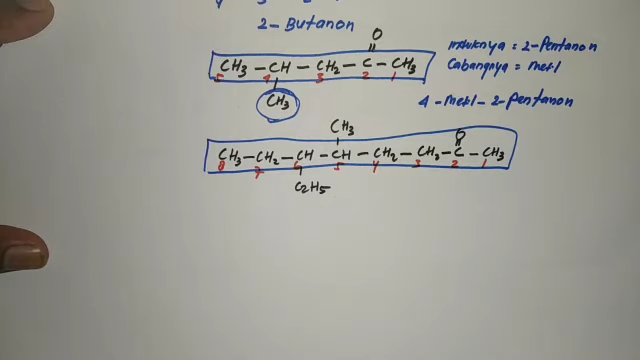 2 - Butanon
O
CH3 - CH - CH2 - C - CH3
5 4 3 2 1
CH3
Induknya = 2-Pentanon
Cabangnya = metil
4 - metil - 2 - Pentanon
CH3
O
CH3 - CH2 - CH - CH - CH2 - CH2 - C - CH3
8 7 6 5 4 3 2 1
C2H5